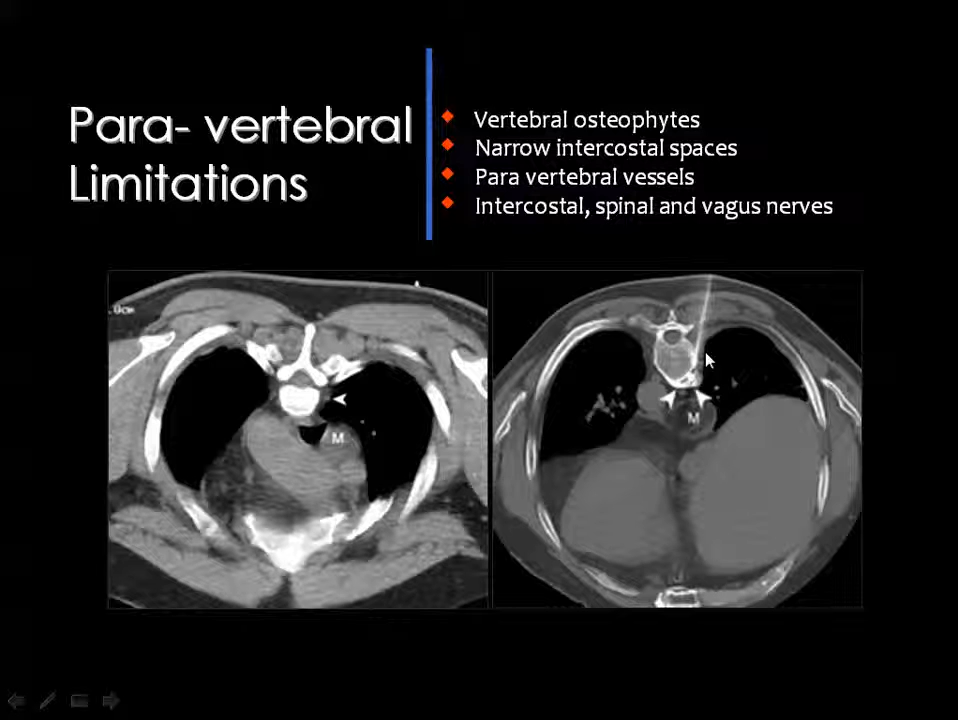 Para- vertebral
Limitations
Vertebral osteophytes
Narrow intercostal spaces
Para vertebral vessels
Intercostal, spinal and vagus nerves
M
M